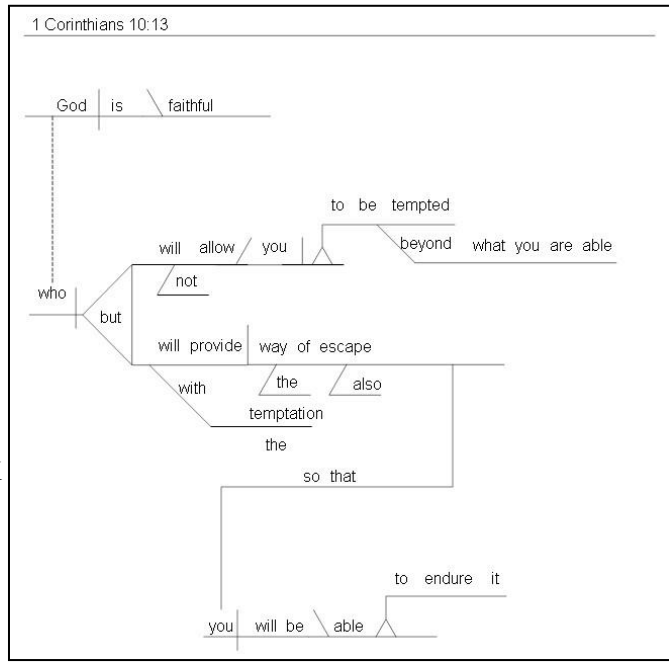 1 Corinthians 10:13
God is faithful
to be tempted
will allow you
beyond what you are able
not
who
but
will provide way of escape
with the also
temptation
the
so that
to endure it
you will be able